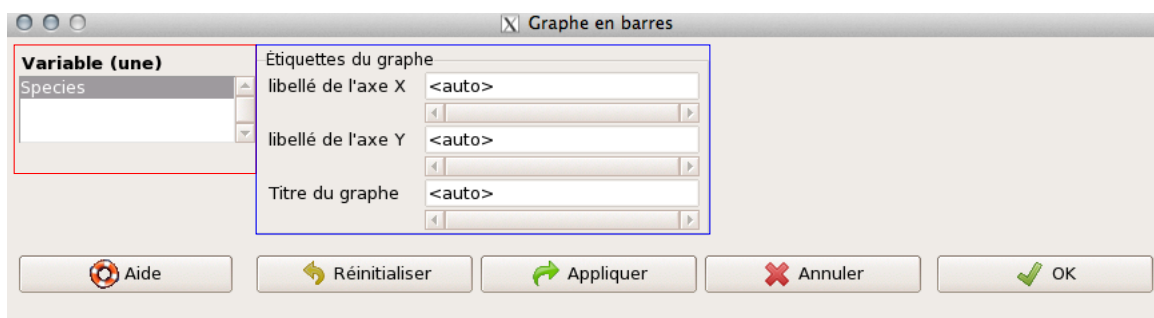 Graphe en barres
Variable (une)
Species
Étiquettes du graphe
libellé de l'axe X <auto>
libellé de l'axe Y <auto>
Titre du graphe <auto>
Aide Réinitialiser Appliquer Annuler OK